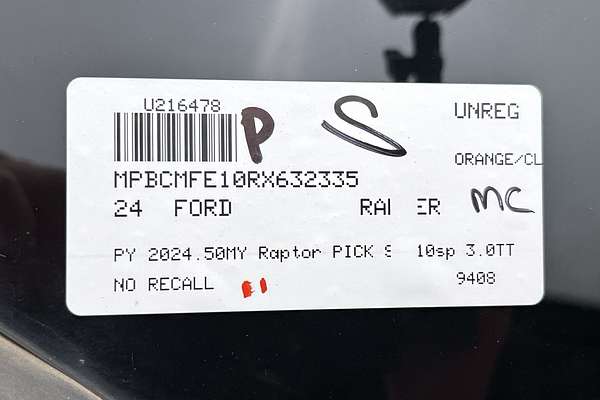 U216478 P S UNREG
ORANGE/CL
MPBCMFE10RX632335
24 FORD RA ER MC
PY 2024.50MY Raptor PICK S 10sp 3.0TT
NO RECALL 9408